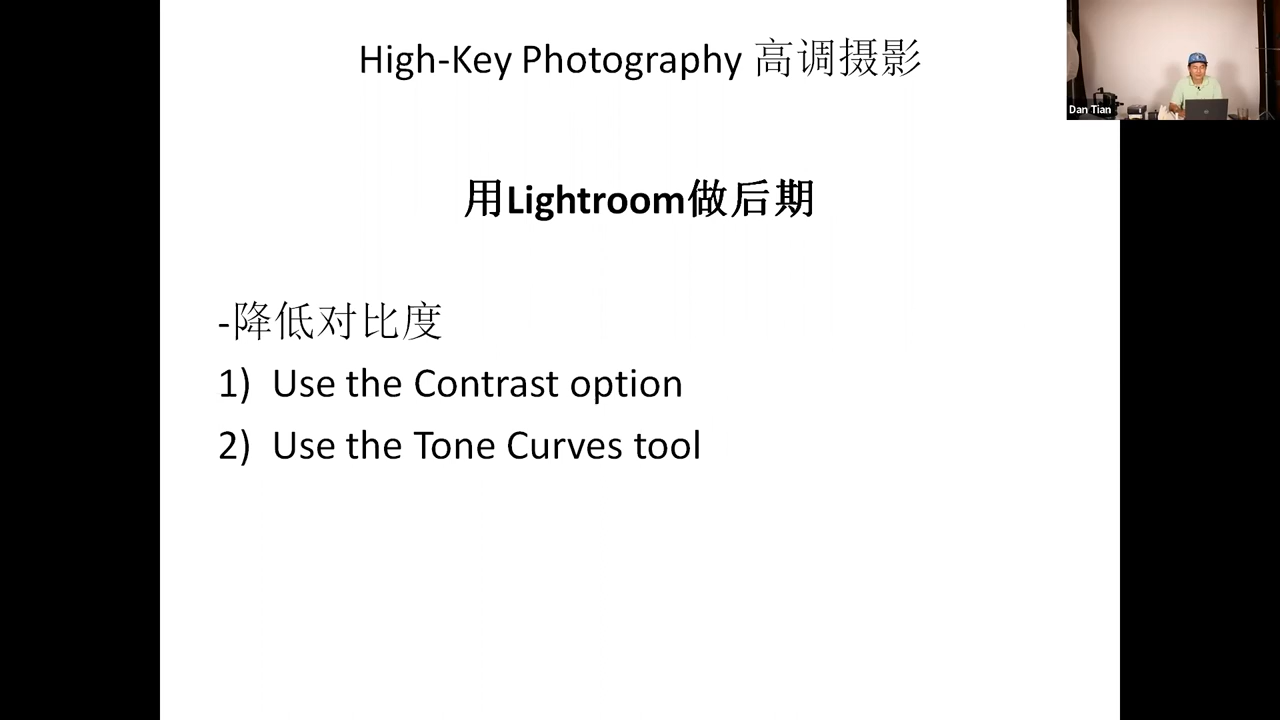 High-Key Photography 高调摄影
Dan Tian
用Lightroom做后期
-降低对比度
1) Use the Contrast option
2) Use the Tone Curves tool